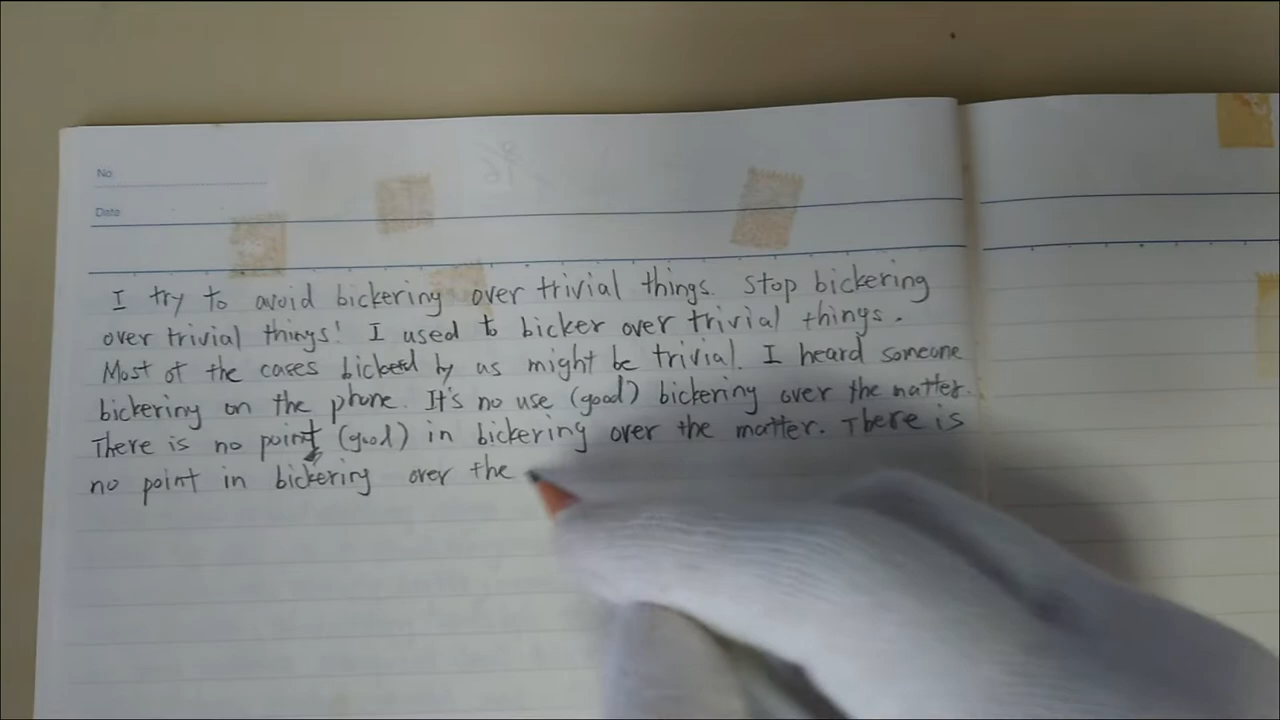 No.
Date
I try to avoid bickering over trivial things. Stop bickering
over trivial things! I used to bicker over trivial things.
Most of the cases bickered by us might be trivial. I heard someone
bickering on the phone. It's no use (good) bickering over the matter.
There is no point (good) in bickering over the matter. There is
no point in bickering over the